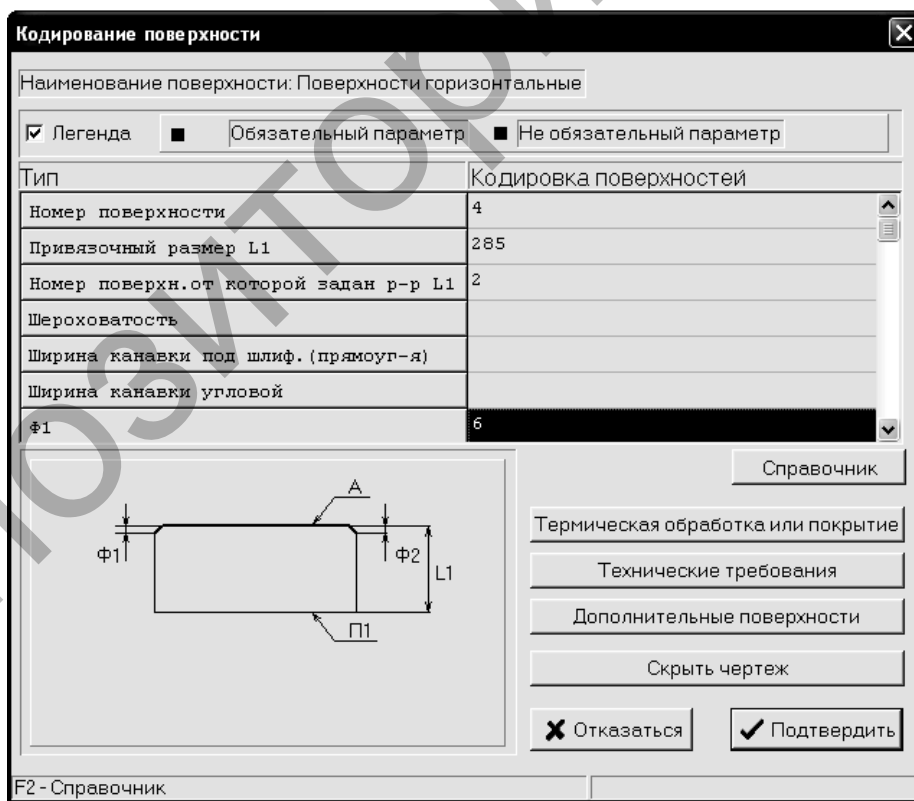 Кодирование поверхности
Наименование поверхности: Поверхности горизонтальные
Легенда Обязательный параметр Не обязательный параметр
Тип Кодировка поверхностей
Номер поверхности 4
Привязочный размер L1 285
Номер поверхн.от которой задан р-р L1 2
Шероховатость
Ширина канавки под шлиф.(прямоуг-я)
Ширина канавки угловой
Ф1 6
Справочник
А
Термическая обработка или покрытие
Ф1 Ф2 L1
Технические требования
П1
Дополнительные поверхности
Скрыть чертеж
Отказаться Подтвердить
F2 - Справочник